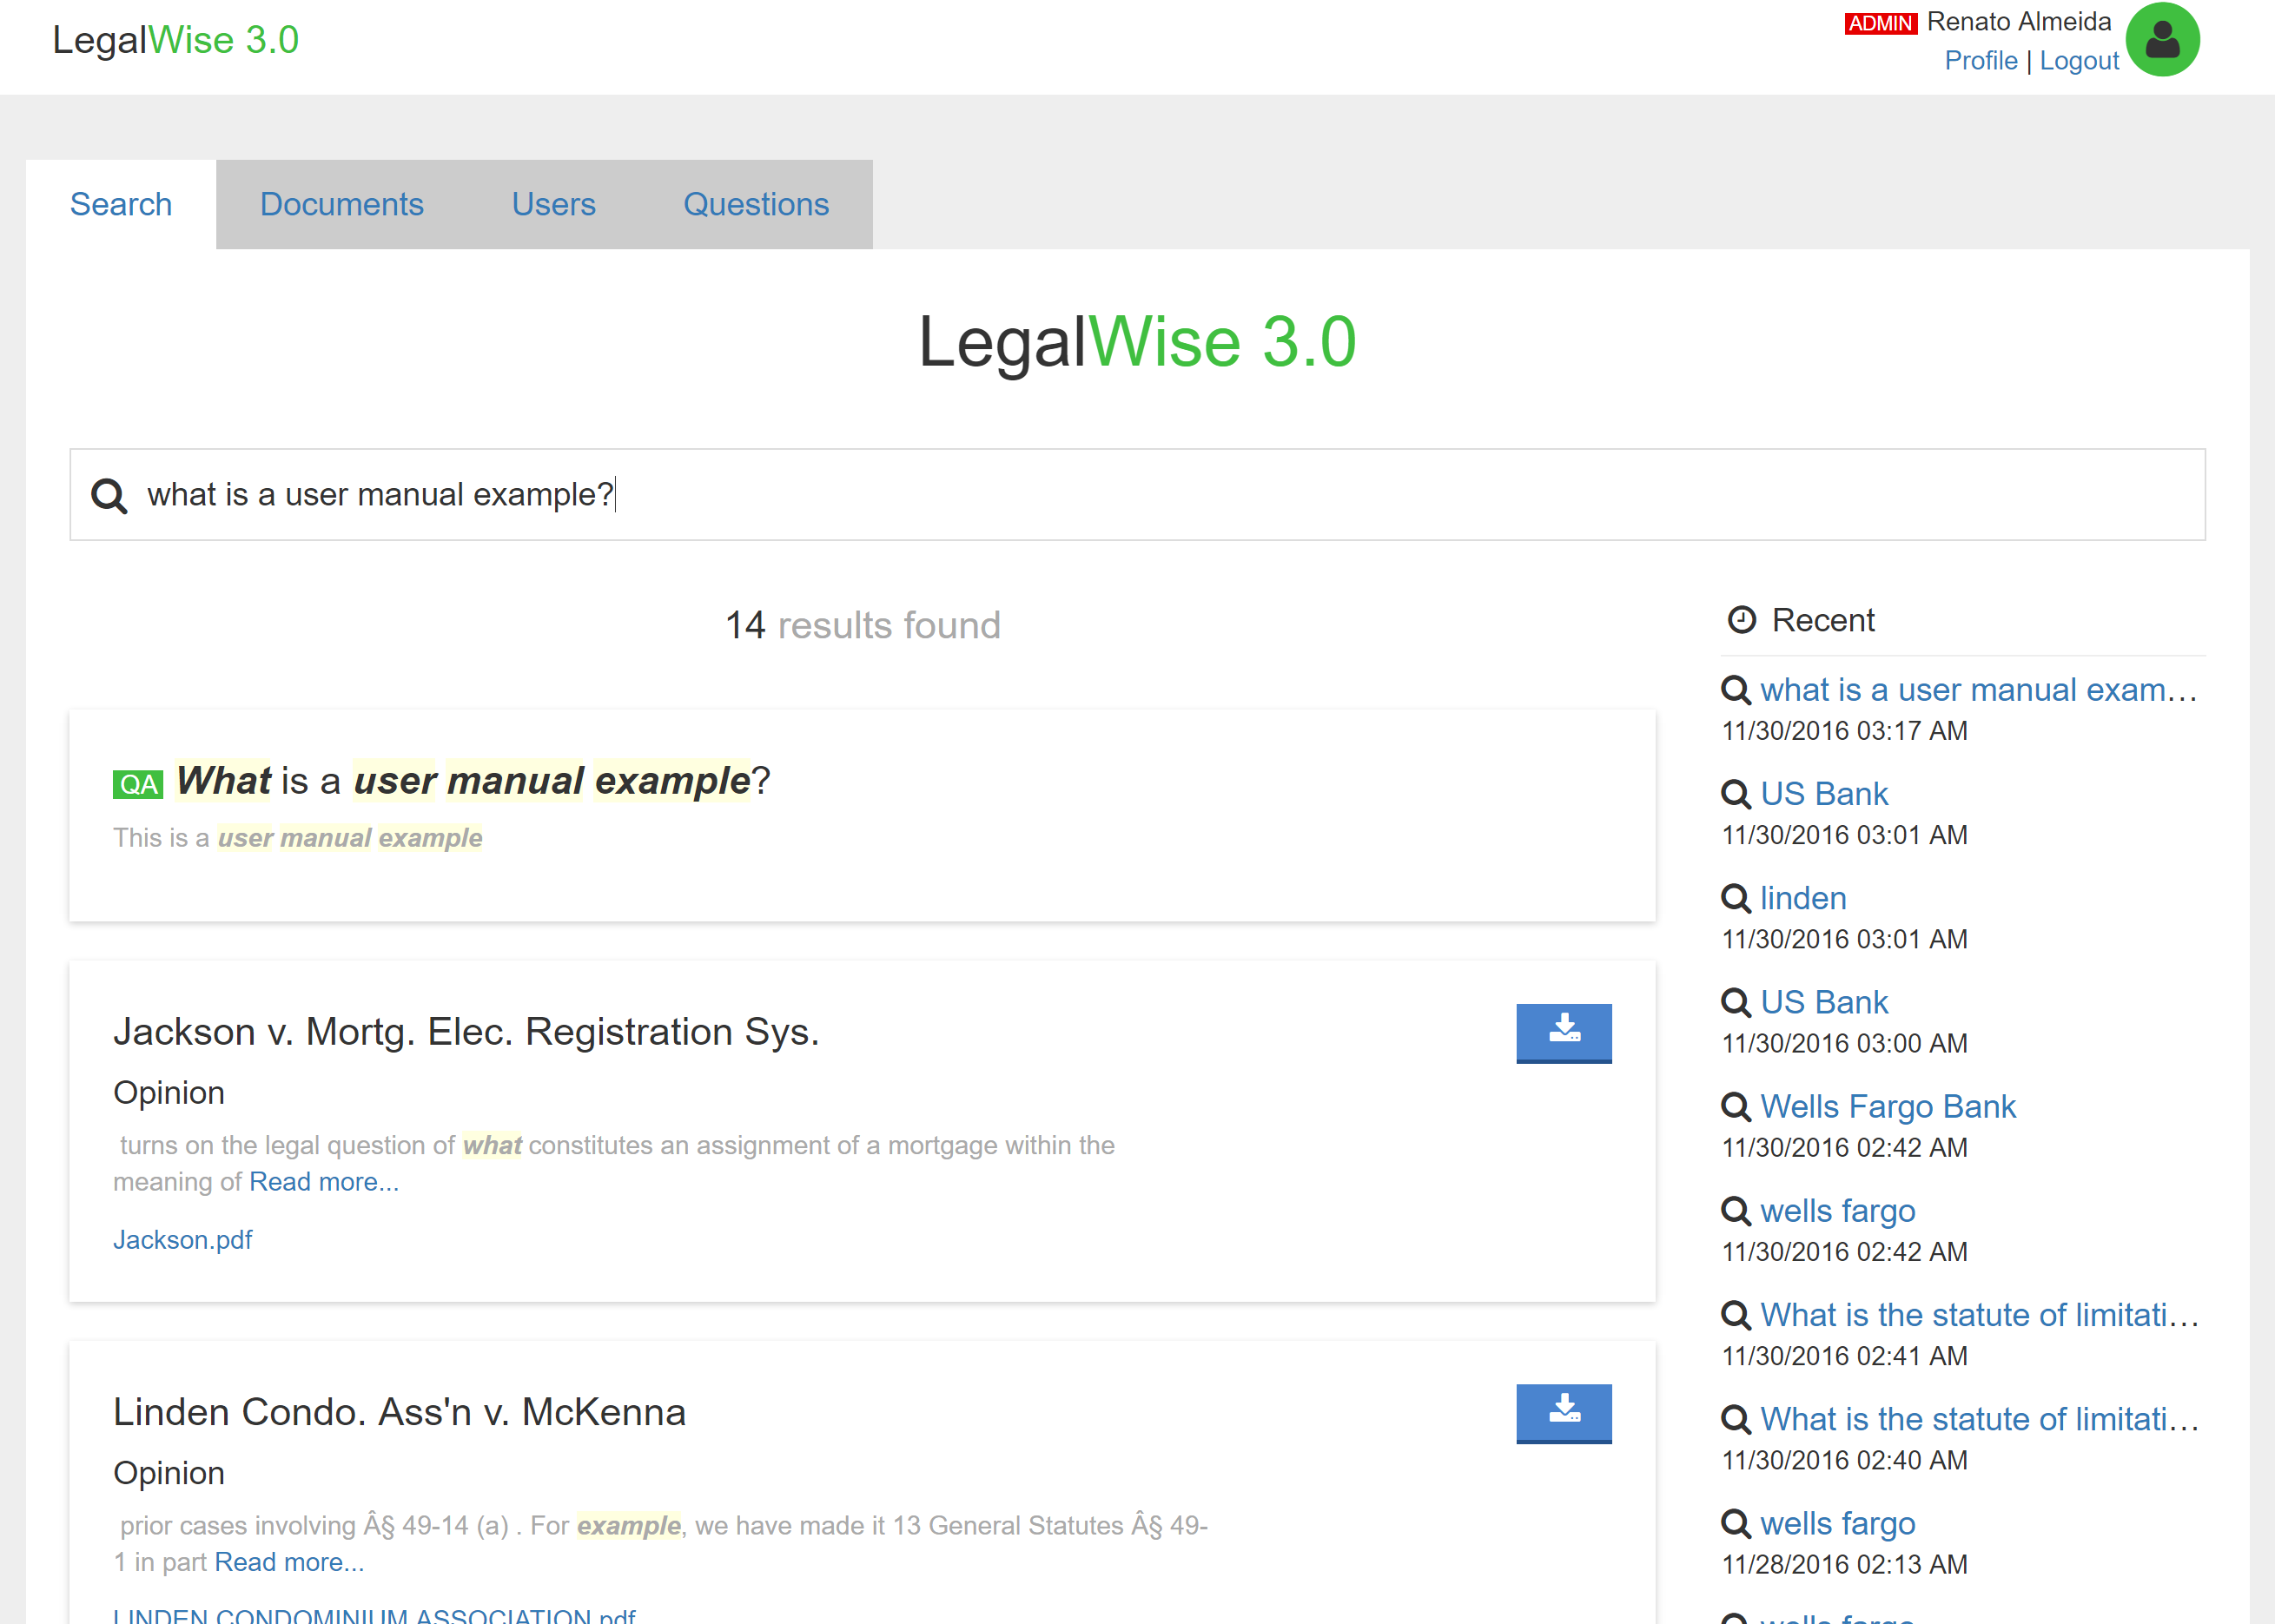 LegalWise 3.0
ADMIN Renato Almeida
Profile | Logout
Search Documents Users Questions
LegalWise 3.0
what is a user manual example?
14 results found
QA What is a user manual example?
This is a user manual example
Jackson v. Mortg. Elec. Registration Sys.
Opinion
turns on the legal question of what constitutes an assignment of a mortgage within the
meaning of Read more...
Jackson.pdf
Linden Condo. Ass'n v. McKenna
Opinion
prior cases involving Â§ 49-14 (a) . For example, we have made it 13 General Statutes Â§ 49-
1 in part Read more...
LINDEN CONDOMINIUM ASSOCIATION.pdf
Recent
what is a user manual exam...
11/30/2016 03:17 AM
US Bank
11/30/2016 03:01 AM
linden
11/30/2016 03:01 AM
US Bank
11/30/2016 03:00 AM
Wells Fargo Bank
11/30/2016 02:42 AM
wells fargo
11/30/2016 02:42 AM
What is the statute of limitati...
11/30/2016 02:41 AM
What is the statute of limitati...
11/30/2016 02:40 AM
wells fargo
11/28/2016 02:13 AM
wells fargo